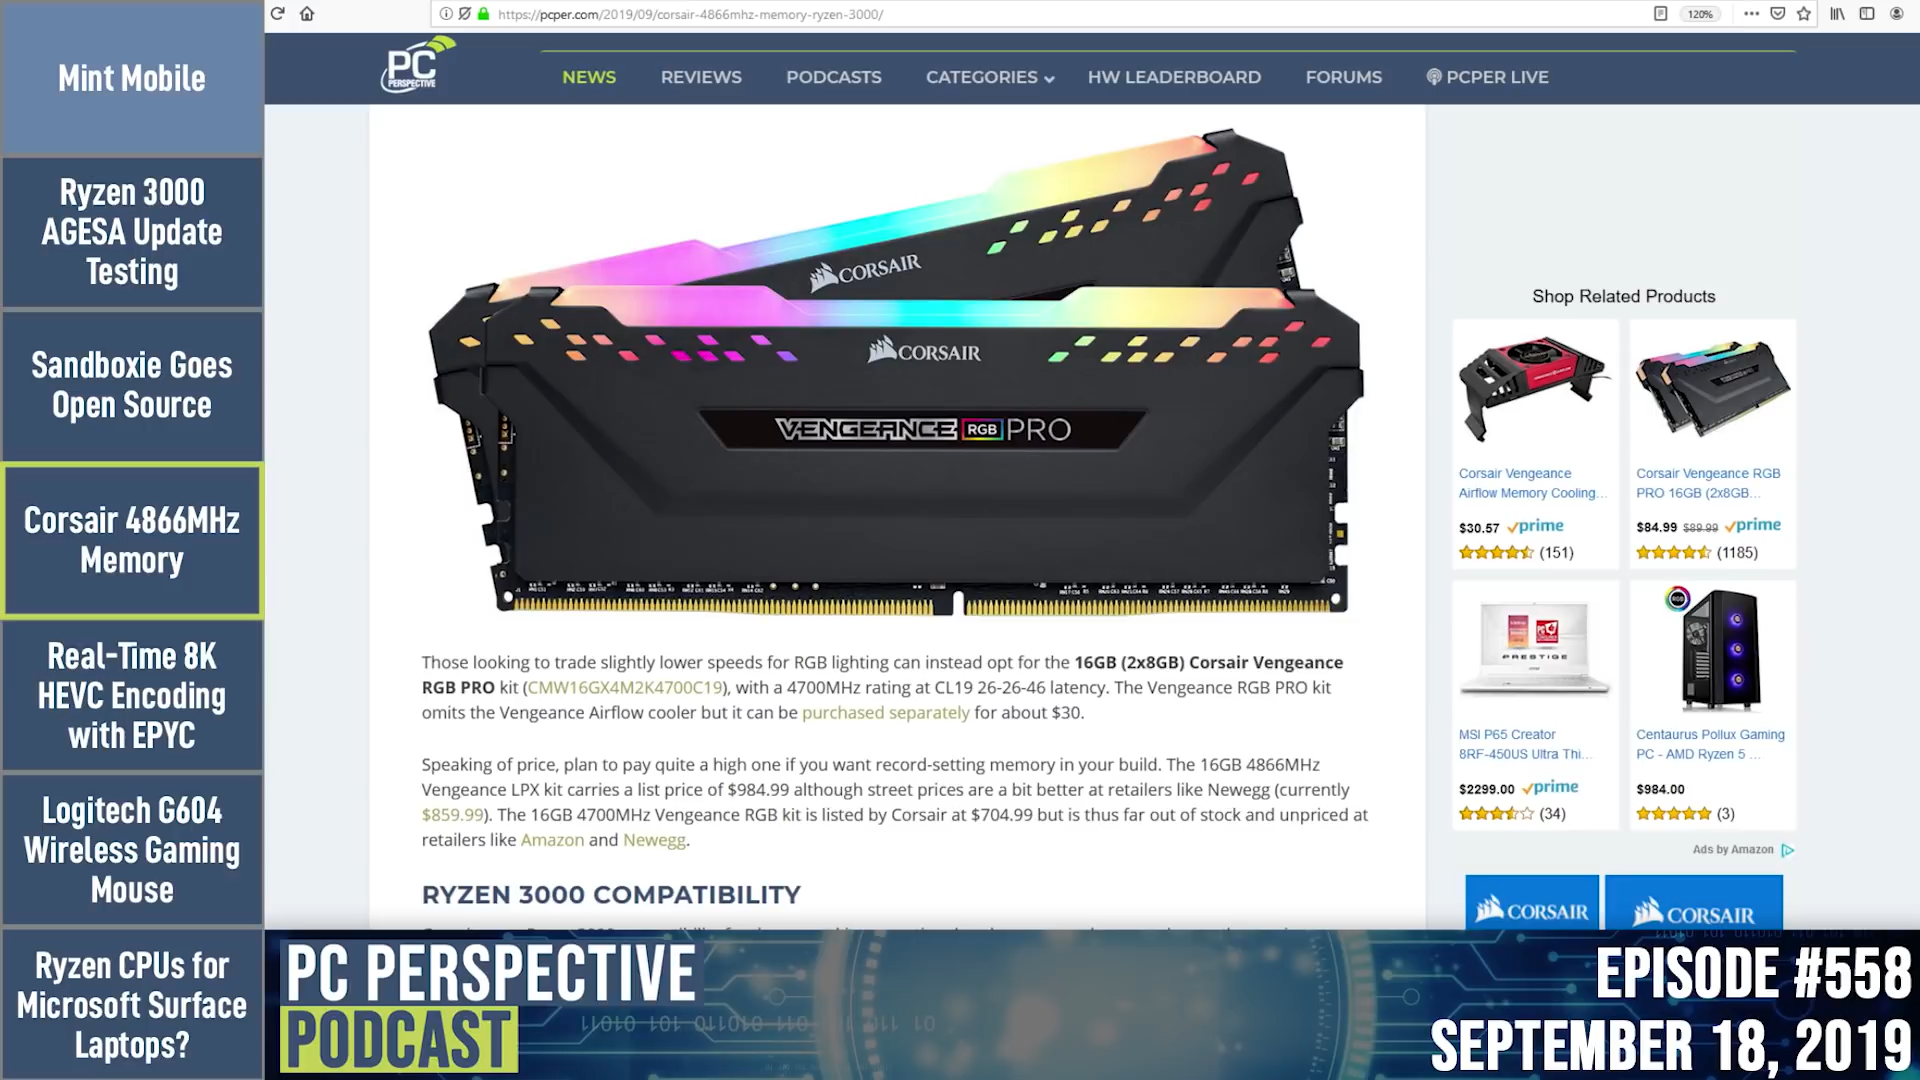 Mint Mobile
Ryzen 3000
AGESA Update
Testing
Sandboxie Goes
Open Source
Corsair 4866MHz
Memory
Real-Time 8K
HEVC Encoding
with EPYC
Logitech G604
Wireless Gaming
Mouse
Ryzen CPUs for
Microsoft Surface
Laptops?
https://pcper.com/2019/09/corsair-4866mhz-memory-ryzen-3000/
120%
PC
PERSPECTIVE
NEWS
REVIEWS
PODCASTS
CATEGORIES
HW LEADERBOARD
FORUMS
PCPER LIVE
CORSAIR
CORSAIR
VENGEANCE RGB PRO
Those looking to trade slightly lower speeds for RGB lighting can instead opt for the 16GB (2x8GB) Corsair Vengeance
RGB PRO kit (CMW16GX4M2K4700C19), with a 4700MHz rating at CL19 26-26-46 latency. The Vengeance RGB PRO kit
omits the Vengeance Airflow cooler but it can be purchased separately for about $30.
Speaking of price, plan to pay quite a high one if you want record-setting memory in your build. The 16GB 4866MHz
Vengeance LPX kit carries a list price of $984.99 although street prices are a bit better at retailers like Newegg (currently
$859.99). The 16GB 4700MHz Vengeance RGB kit is listed by Corsair at $704.99 but is thus far out of stock and unpriced at
retailers like Amazon and Newegg.
RYZEN 3000 COMPATIBILITY
Shop Related Products
Corsair Vengeance
Airflow Memory Cooling...
$30.57 prime
(151)
Corsair Vengeance RGB
PRO 16GB (2x8GB...
$84.99 $89.99 prime
(1185)
RGB
PRESTIGE
MSI P65 Creator
8RF-450US Ultra Thi...
$2299.00 prime
(34)
Centaurus Pollux Gaming
PC - AMD Ryzen 5 ...
$984.00
(3)
Ads by Amazon
CORSAIR
CORSAIR
PC PERSPECTIVE
PODCAST
EPISODE #558
SEPTEMBER 18, 2019